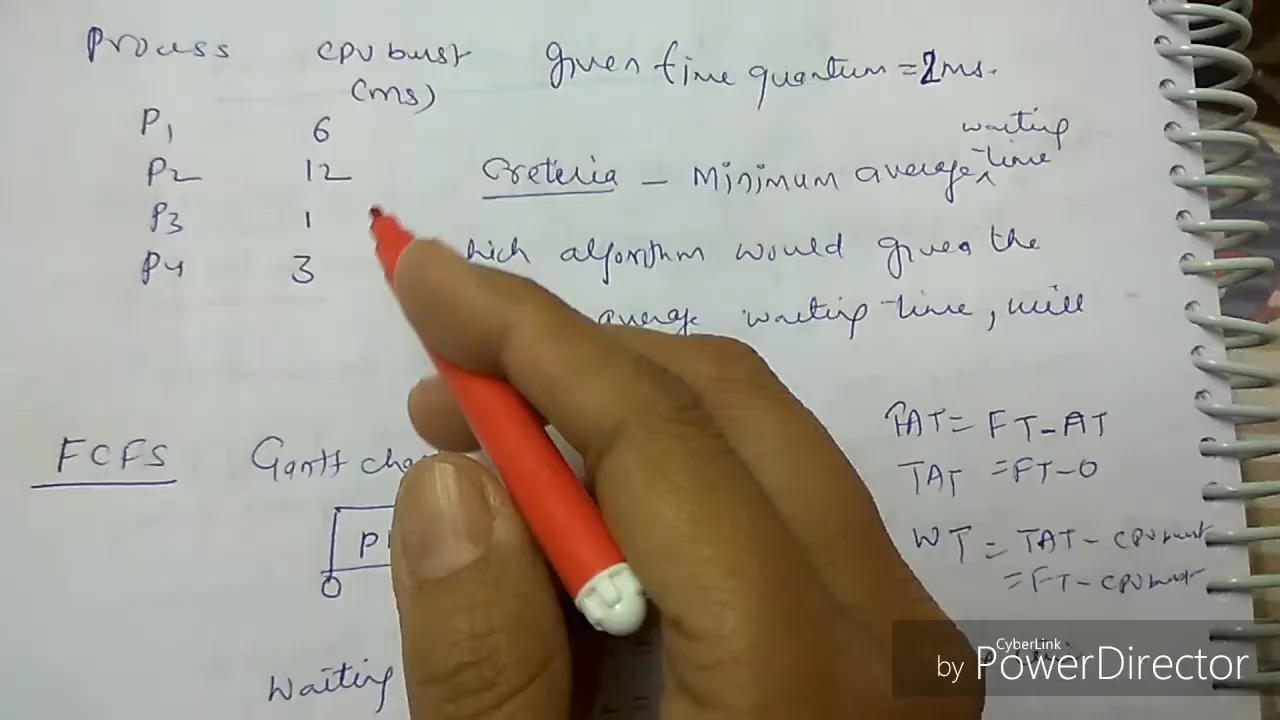 Process CPU burst given time quantum = 2ms.
(ms)
P1 6 waiting
P2 12 Creteria - Minimum average time
P3 1
P4 3 hich algorithm would given the
average waiting time, will
TAT = FT - AT
FCFS Gantt cha
TAT = FT - 0
P1
WT = TAT - CPU burst
0 = FT - CPU burst
Waiting
CyberLink
by PowerDirector